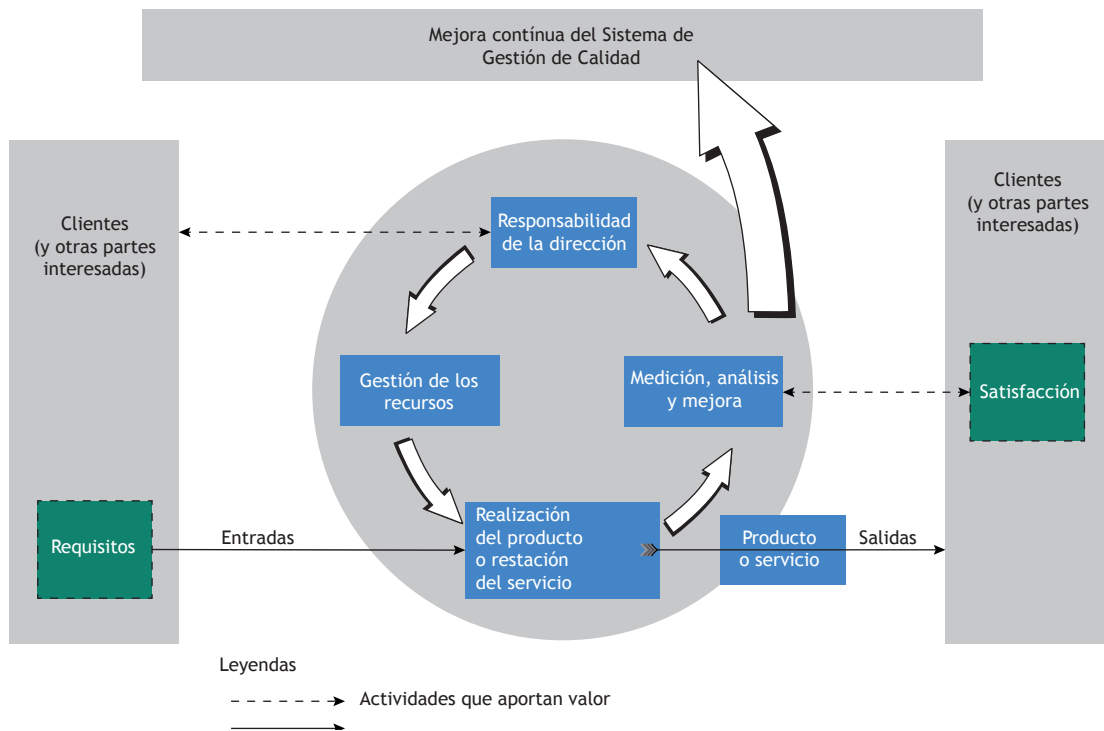 Mejora contínua del Sistema de
Gestión de Calidad
Clientes
(y otras partes
interesadas)
Clientes
(y otras partes
interesadas)
Responsabilidad
de la dirección
Gestión de los
recursos
Medición, análisis
y mejora
Satisfacción
Requisitos
Entradas
Realización
del producto
o restación
del servicio
Producto
o servicio
Salidas
Leyendas
Actividades que aportan valor